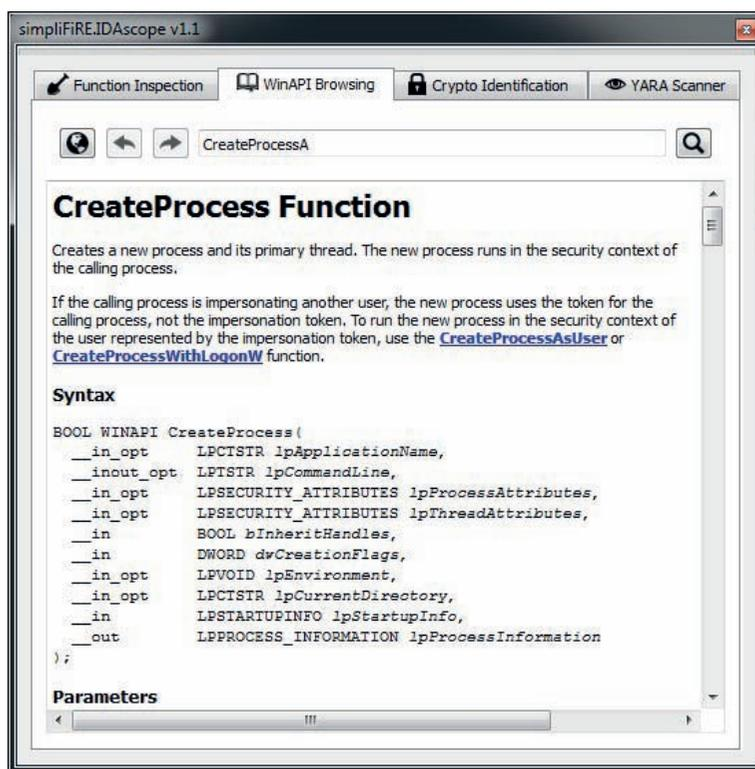 simpliFiRE.IDAscope v1.1
Function Inspection
WinAPI Browsing
Crypto Identification
YARA Scanner
CreateProcessA
CreateProcess Function
Creates a new process and its primary thread. The new process runs in the security context of
the calling process.
If the calling process is impersonating another user, the new process uses the token for the
calling process, not the impersonation token. To run the new process in the security context of
the user represented by the impersonation token, use the CreateProcessAsUser or
CreateProcessWithLogonW function.
Syntax
BOOL WINAPI CreateProcess(
  __in_opt     LPCTSTR lpApplicationName,
  __inout_opt  LPTSTR lpCommandLine,
  __in_opt     LPSECURITY_ATTRIBUTES lpProcessAttributes,
  __in_opt     LPSECURITY_ATTRIBUTES lpThreadAttributes,
  __in         BOOL bInheritHandles,
  __in         DWORD dwCreationFlags,
  __in_opt     LPVOID lpEnvironment,
  __in_opt     LPCTSTR lpCurrentDirectory,
  __in         LPSTARTUPINFO lpStartupInfo,
  __out        LPPROCESS_INFORMATION lpProcessInformation
);
Parameters